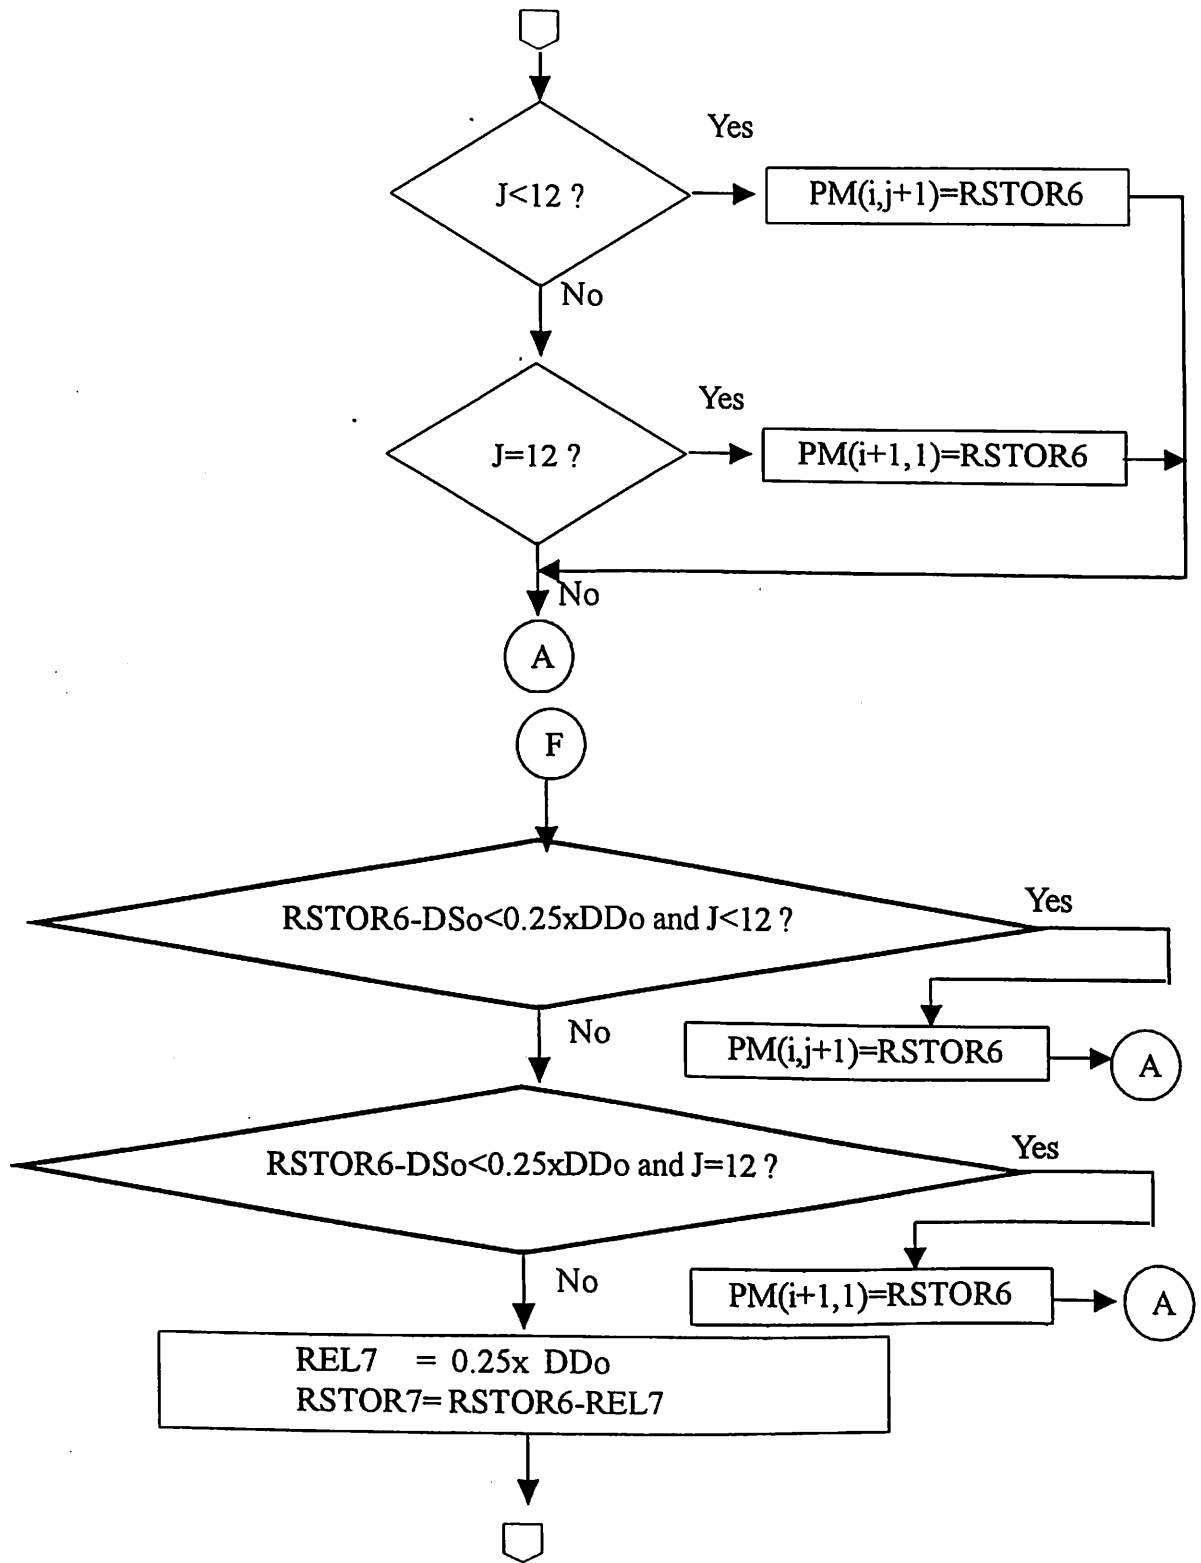 Yes
J<12 ?
PM(i,j+1)=RSTOR6
No
Yes
J=12 ?
PM(i+1,1)=RSTOR6
No
A
F
RSTOR6-DSo<0.25xDDo and J<12 ?
Yes
No
PM(i,j+1)=RSTOR6
A
RSTOR6-DSo<0.25xDDo and J=12 ?
Yes
No
PM(i+1,1)=RSTOR6
A
REL7 = 0.25x DDo
RSTOR7= RSTOR6-REL7